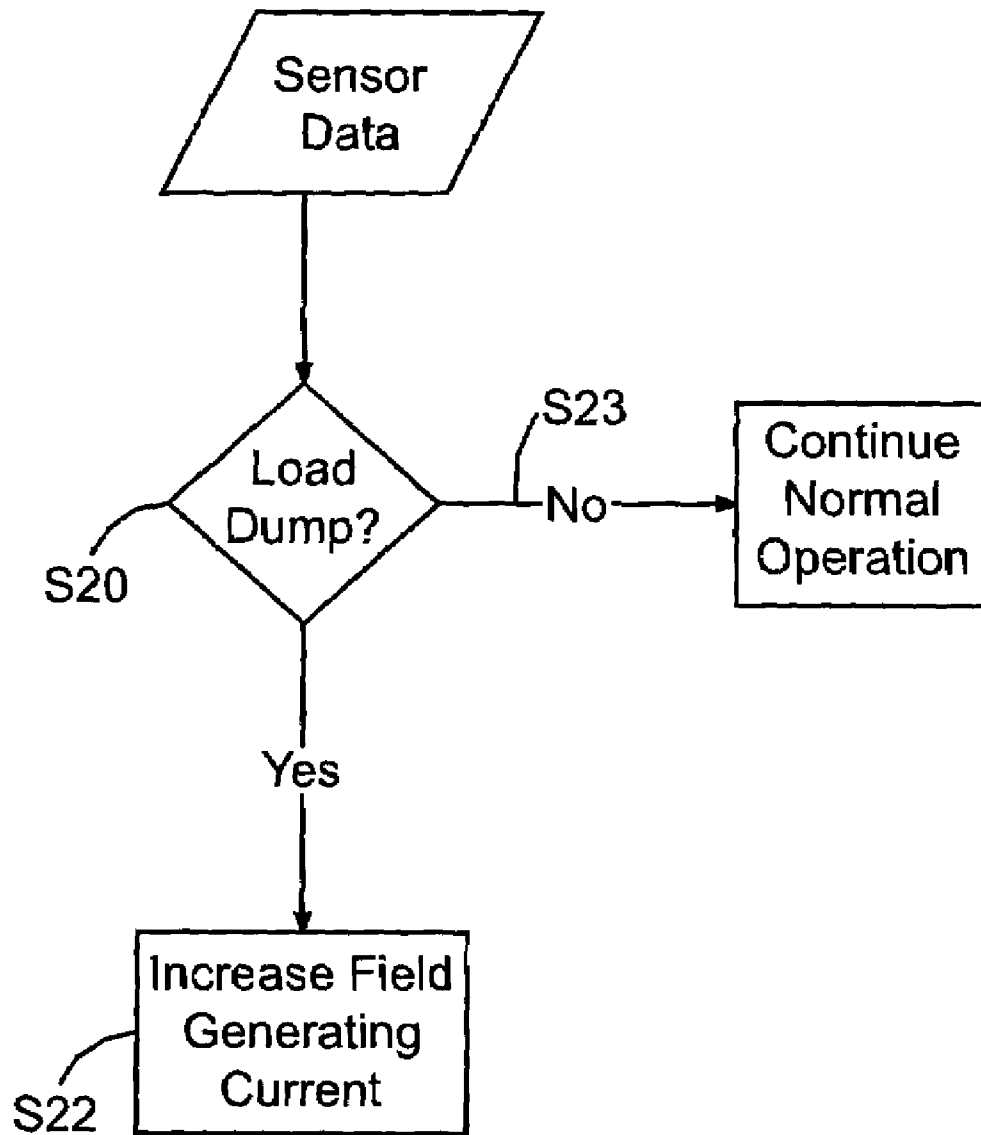 Sensor
Data
S23
Load
Dump?
No
Continue
Normal
Operation
S20
Yes
Increase Field
Generating
Current
S22